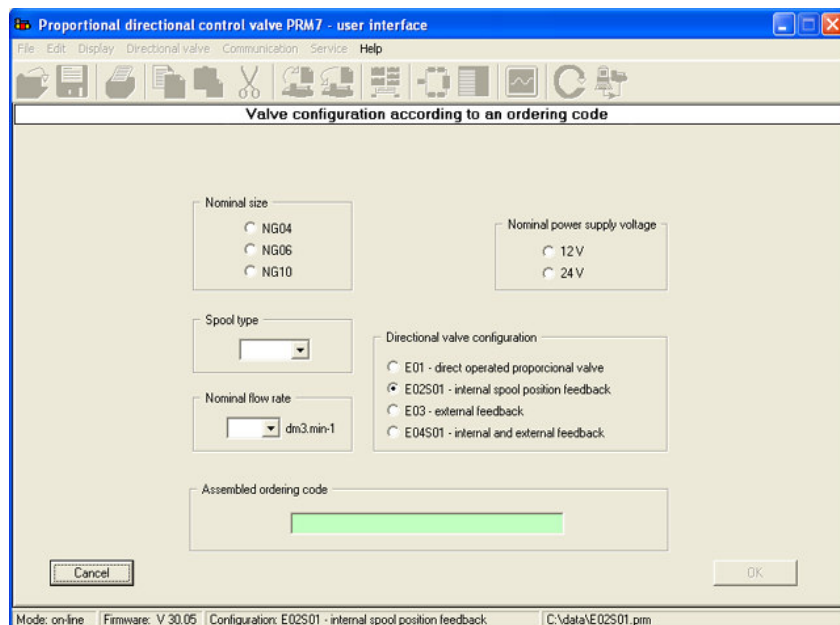 Proportional directional control valve PRM7 - user interface
File Edit Display Directional valve Communication Service Help
Valve configuration according to an ordering code
Nominal size
NG04
NG06
NG10
Nominal power supply voltage
12 V
24 V
Spool type
Directional valve configuration
E01 - direct operated proporcional valve
E02S01 - internal spool position feedback
E03 - external feedback
E04S01 - internal and external feedback
Nominal flow rate
dm3.min-1
Assembled ordering code
Cancel
OK
Mode: on-line Firmware: V 30.05 Configuration: E02S01 - internal spool position feedback C:\data\E02S01.prm